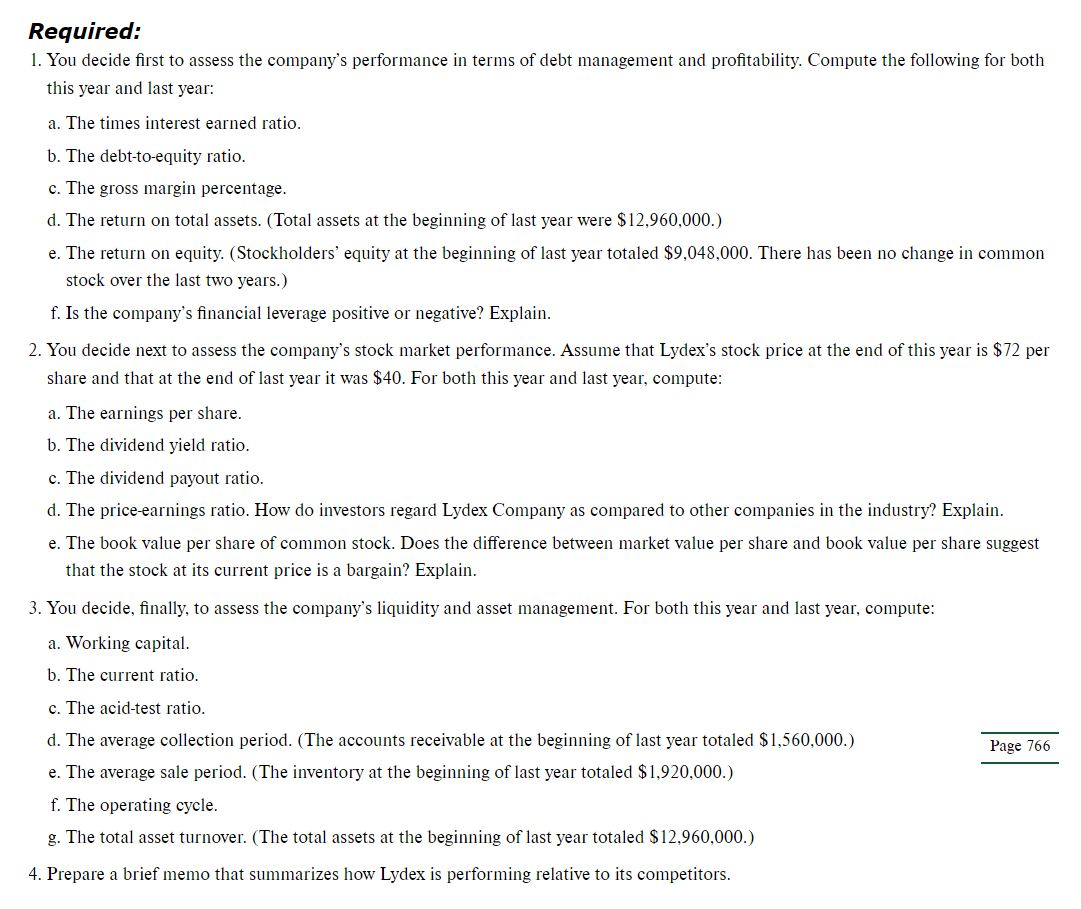 Required:
1. You decide first to assess the company's performance in terms of debt management and profitability. Compute the following for both
this year and last year:
a. The times interest earned ratio.
b. The debt-to-equity ratio.
c. The gross margin percentage.
d. The return on total assets. (Total assets at the beginning of last year were $12,960,000.)
e. The return on equity. (Stockholders' equity at the beginning of last year totaled $9,048,000. There has been no change in common
stock over the last two years.)
f. Is the company's financial leverage positive or negative? Explain.
2. You decide next to assess the company's stock market performance. Assume that Lydex's stock price at the end of this year is $72 per
share and that at the end of last year it was $40. For both this year and last year, compute:
a. The earnings per share.
b. The dividend yield ratio.
c. The dividend payout ratio.
d. The price-earnings ratio. How do investors regard Lydex Company as compared to other companies in the industry? Explain.
e. The book value per share of common stock. Does the difference between market value per share and book value per share suggest
that the stock at its current price is a bargain? Explain.
3. You decide, finally, to assess the company's liquidity and asset management. For both this year and last year, compute:
a. Working capital.
b. The current ratio.
c. The acid-test ratio.
d. The average collection period. (The accounts receivable at the beginning of last year totaled $1,560,000.)
Page 766
e. The average sale period. (The inventory at the beginning of last year totaled $1,920,000.)
f. The operating cycle.
g. The total asset turnover. (The total assets at the beginning of last year totaled $12,960,000.)
4. Prepare a brief memo that summarizes how Lydex is performing relative to its competitors.